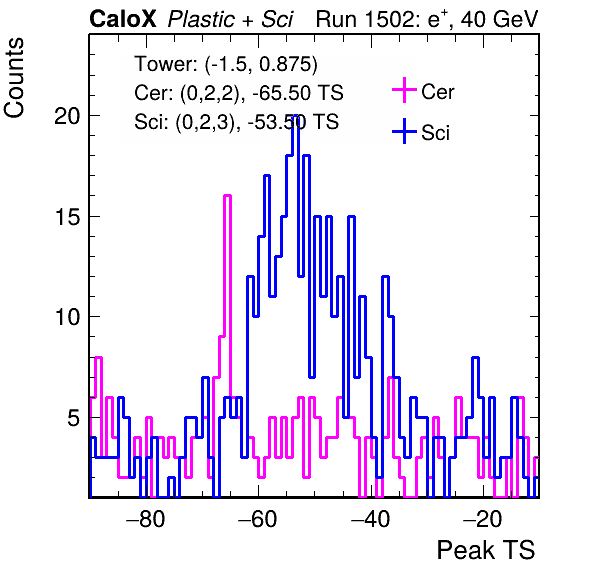 CaloX Plastic + Sci Run 1502: e+, 40 GeV
Counts
Tower: (-1.5, 0.875)
Cer: (0,2,2), -65.50 TS
Sci: (0,2,3), -53.50 TS
Cer
Sci
20
15
10
5
−80 −60 −40 −20
Peak TS